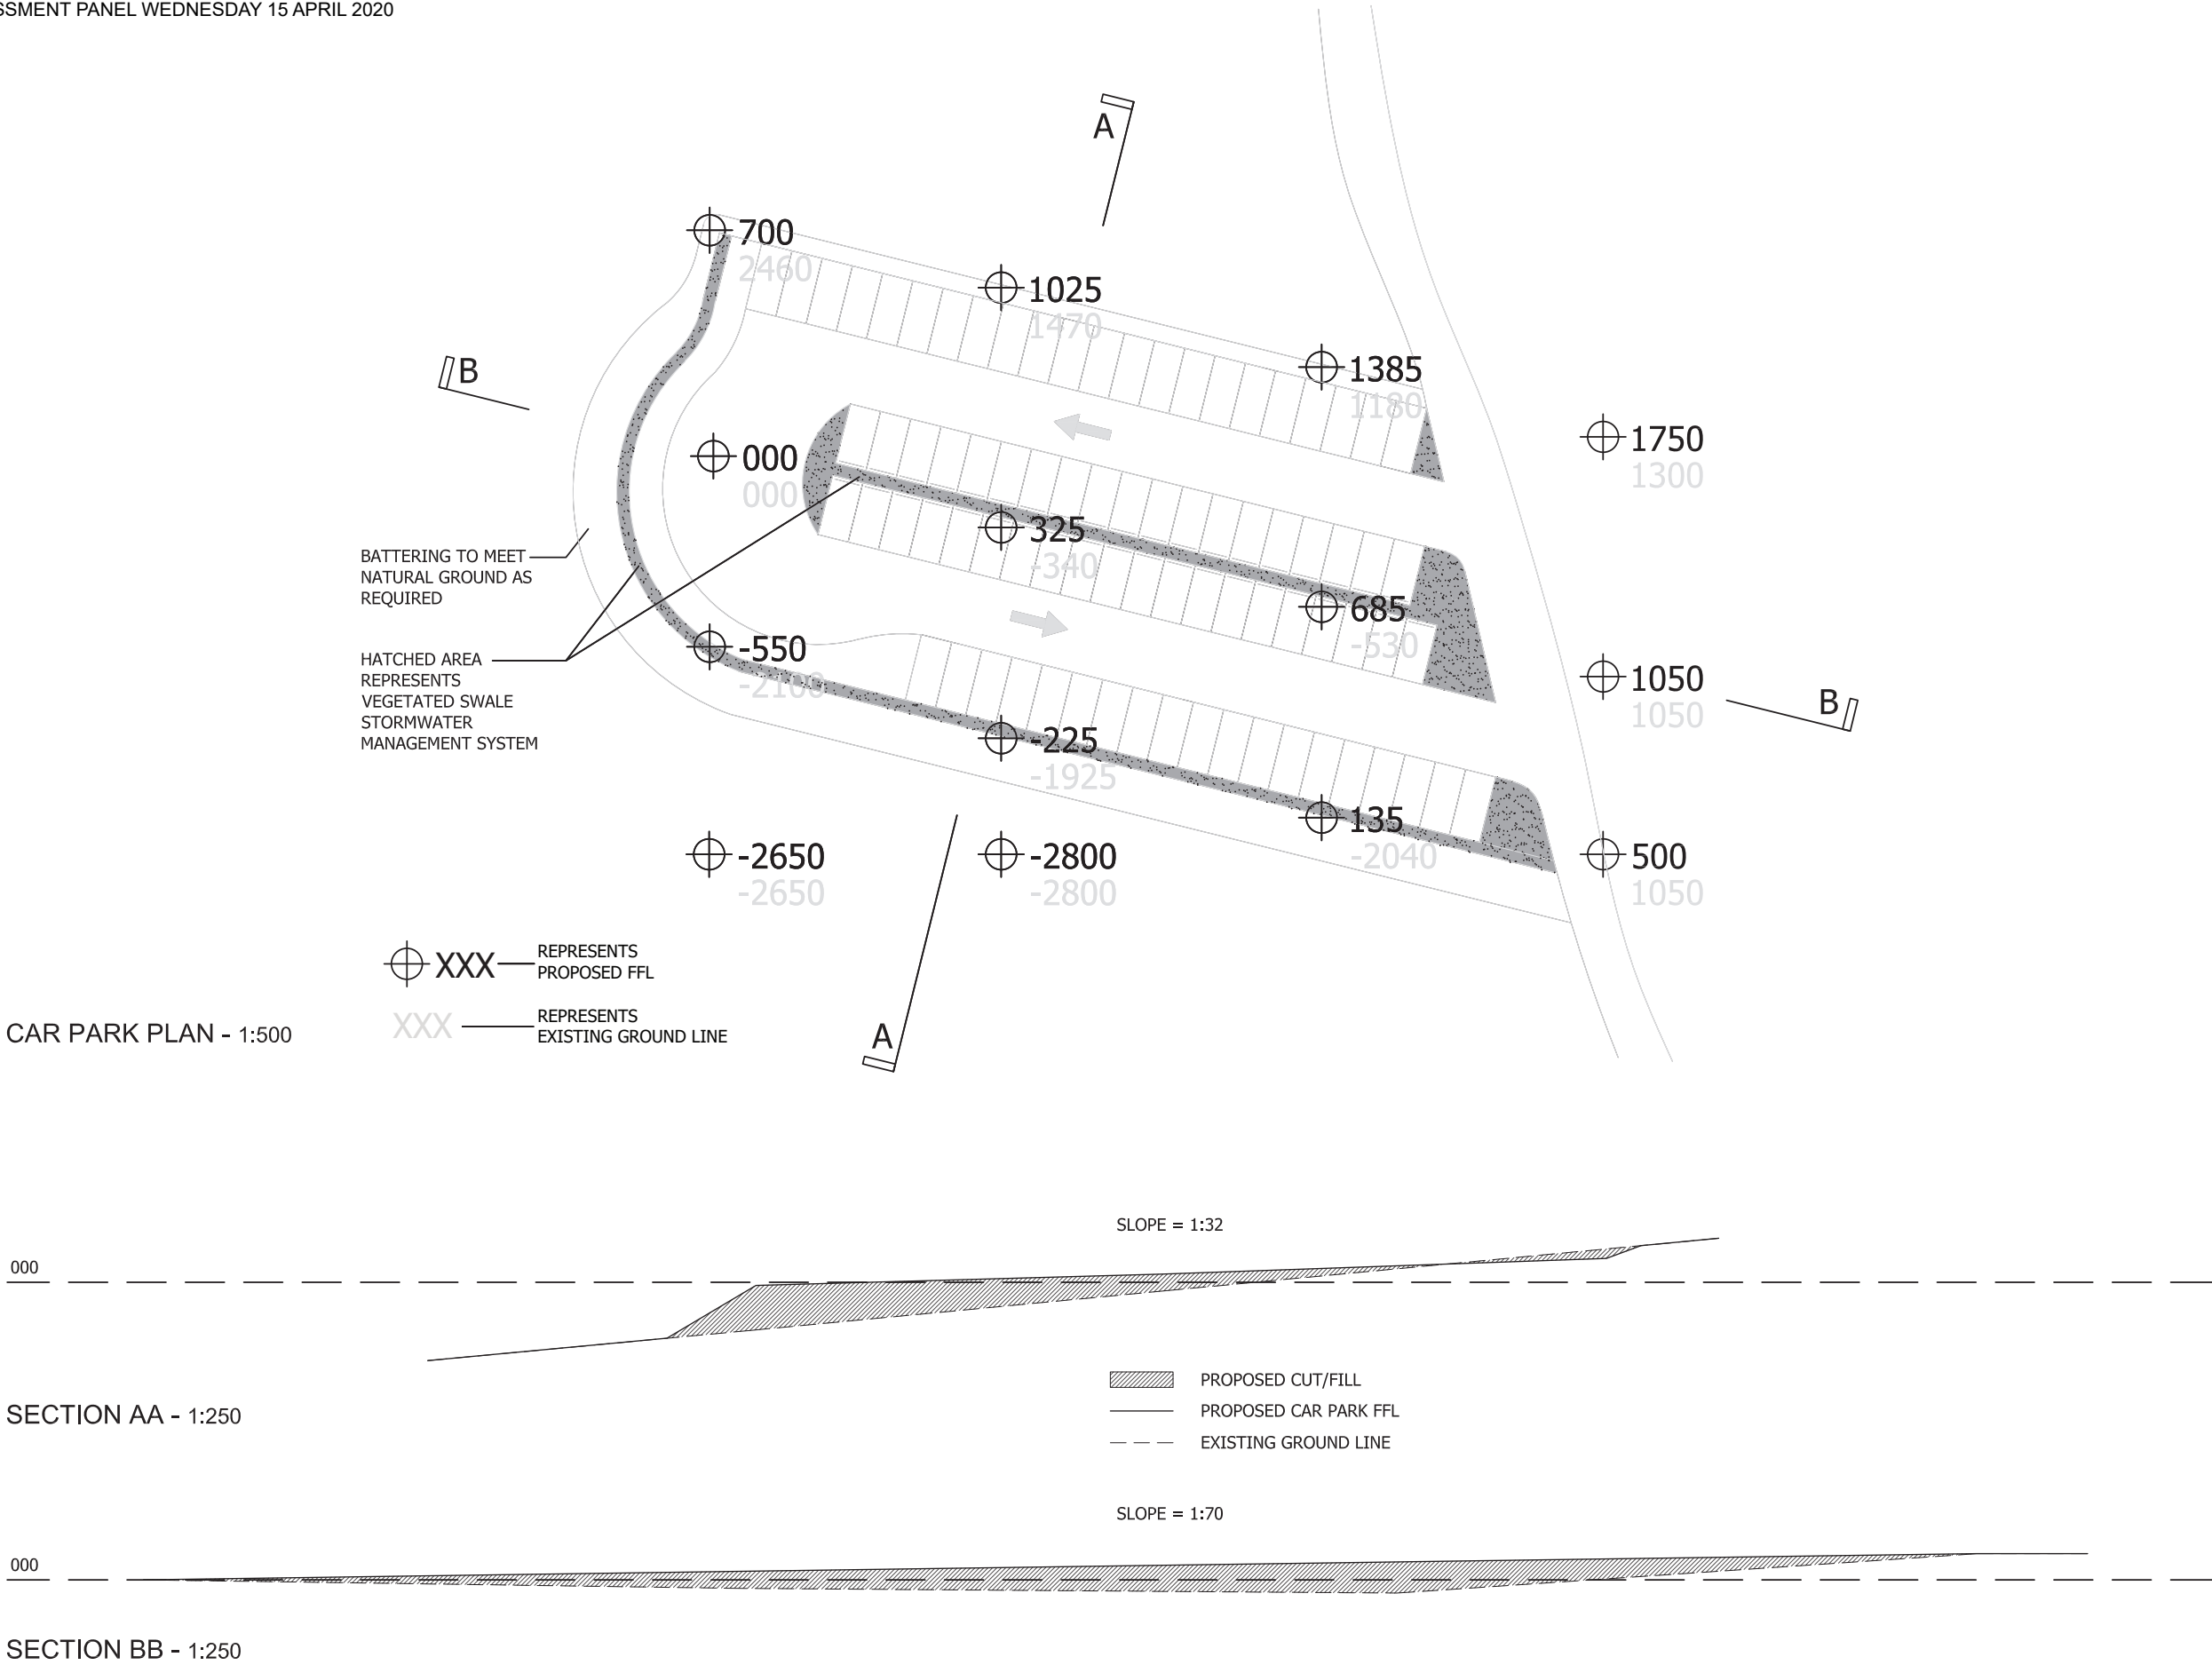 SSMENT PANEL WEDNESDAY 15 APRIL 2020
A
700
2460
1025
1470
B
1385
1180
1750
1300
000
000
325
-340
BATTERING TO MEET
NATURAL GROUND AS
REQUIRED
685
-530
-550
-2100
HATCHED AREA
REPRESENTS
VEGETATED SWALE
STORMWATER
MANAGEMENT SYSTEM
1050
1050
B
-225
-1925
135
-2040
-2650
-2650
-2800
-2800
500
1050
XXX
REPRESENTS
PROPOSED FFL
XXX
REPRESENTS
EXISTING GROUND LINE
A
CAR PARK PLAN - 1:500
SLOPE = 1:32
000
PROPOSED CUT/FILL
PROPOSED CAR PARK FFL
EXISTING GROUND LINE
SECTION AA - 1:250
SLOPE = 1:70
000
SECTION BB - 1:250